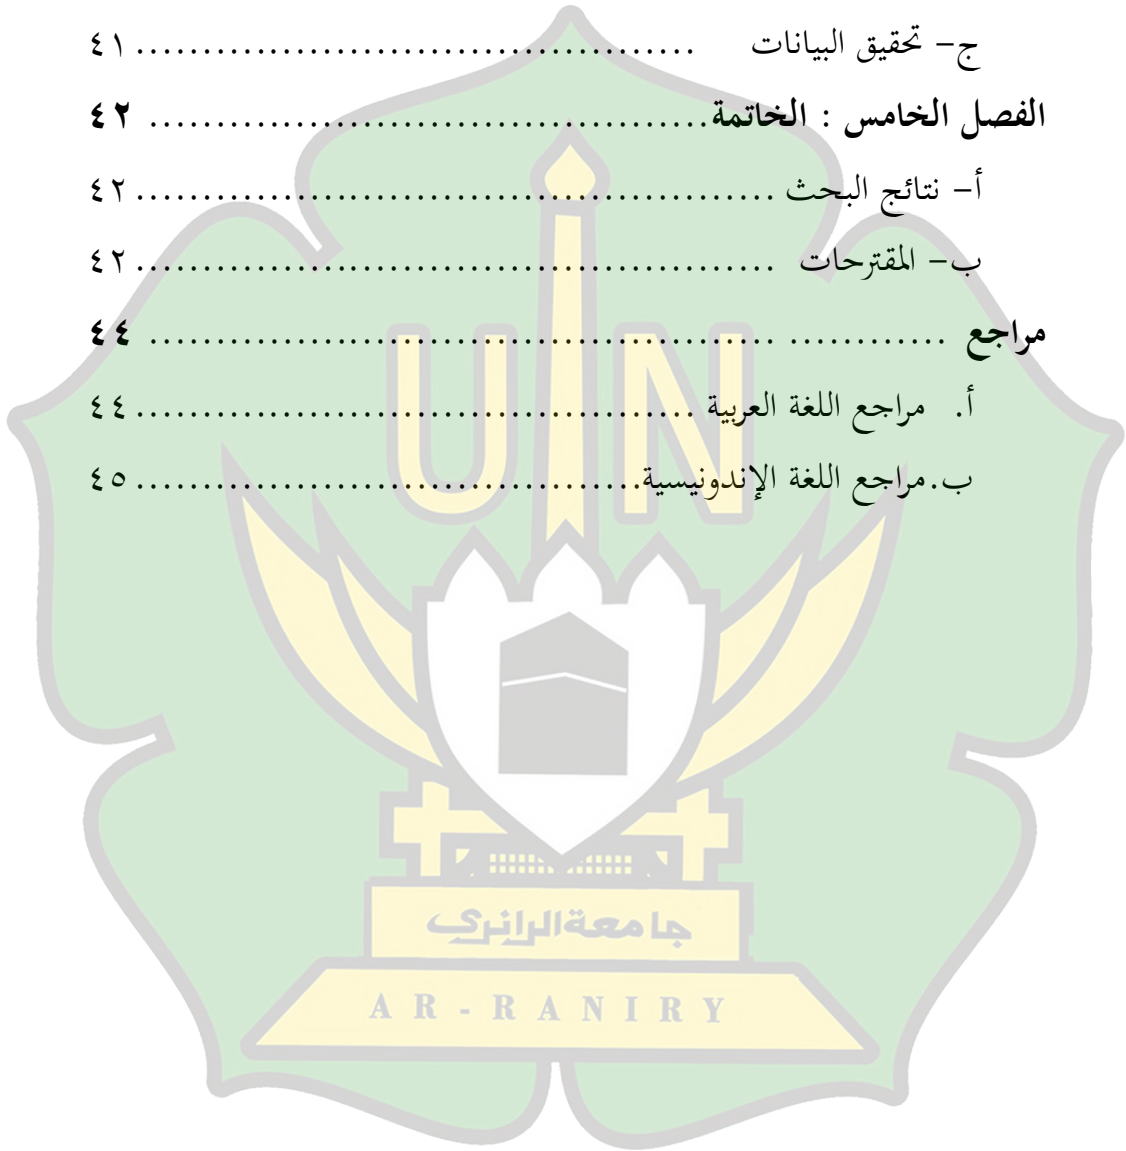 ج- تحقيق البيانات .......................................... ٤١
الفصل الخامس : الخاتمة.......................................... ٤٢
أ- نتائج البحث ................................................ ٤٢
ب- المقترحات ................................................ ٤٢
مراجع ............ ............................................... ٤٤
أ. مراجع اللغة العربية .......................................... ٤٤
ب.مراجع اللغة الإندونيسية...................................... ٤٥
UIN
جامعة الرانري
AR-RANIRY